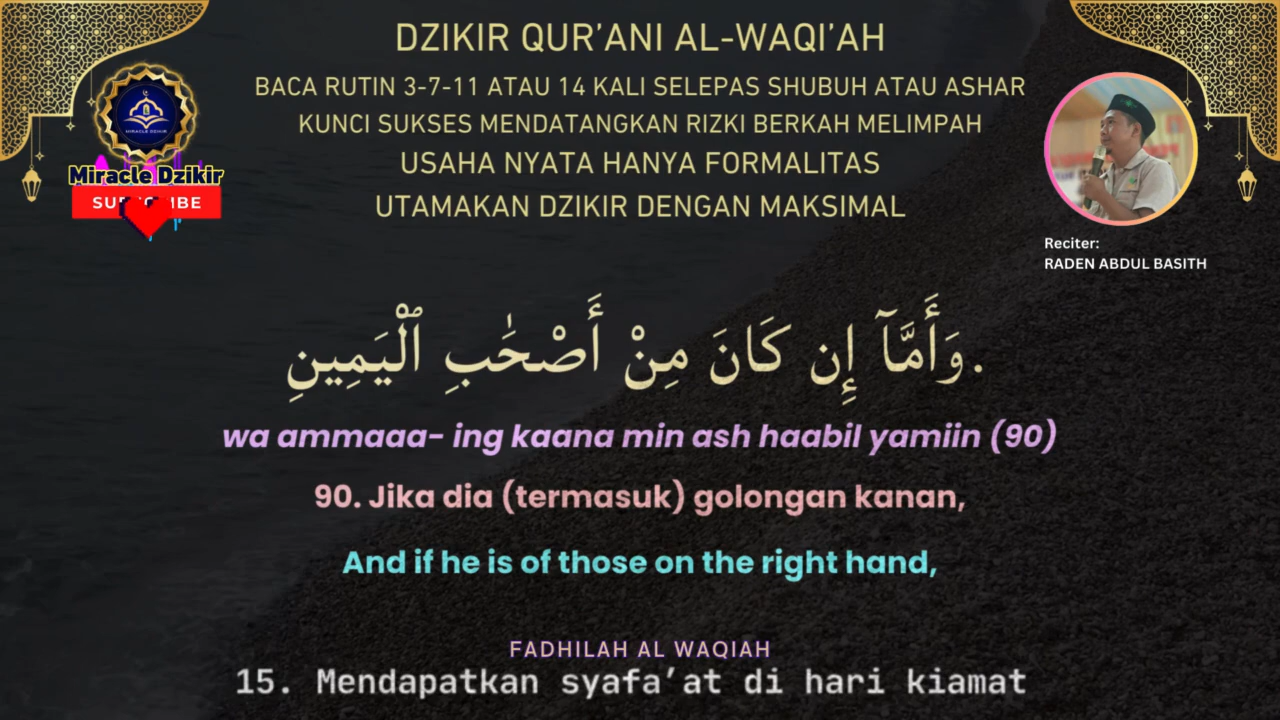 DZIKIR QUR’ANI AL-WAQI’AH
BACA RUTIN 3-7-11 ATAU 14 KALI SELEPAS SHUBUH ATAU ASHAR
KUNCI SUKSES MENDATANGKAN RIZKI BERKAH MELIMPAH
USAHA NYATA HANYA FORMALITAS
UTAMAKAN DZIKIR DENGAN MAKSIMAL
MIRACLE DZIKIR
Miracle Dzikir
Reciter:
RADEN ABDUL BASITH
وَأَمَّآ إِن كَانَ مِنْ أَصْحَٰبِ ٱلْيَمِينِ.
wa ammaaa- ing kaana min ash haabil yamiin (90)
90. Jika dia (termasuk) golongan kanan,
And if he is of those on the right hand,
FADHILAH AL WAQIAH
15. Mendapatkan syafa’at di hari kiamat